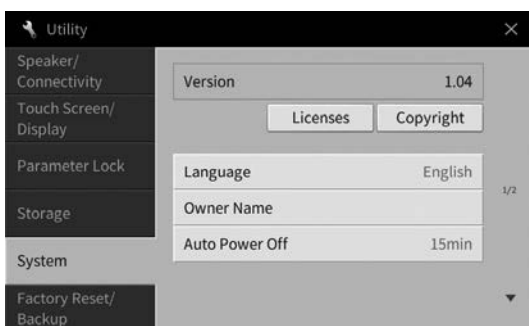 Utility
Speaker/
Connectivity
Touch Screen/
Display
Parameter Lock
Storage
System
Factory Reset/
Backup
Version 1.04
Licenses Copyright
Language English
Owner Name
Auto Power Off 15min
1/2